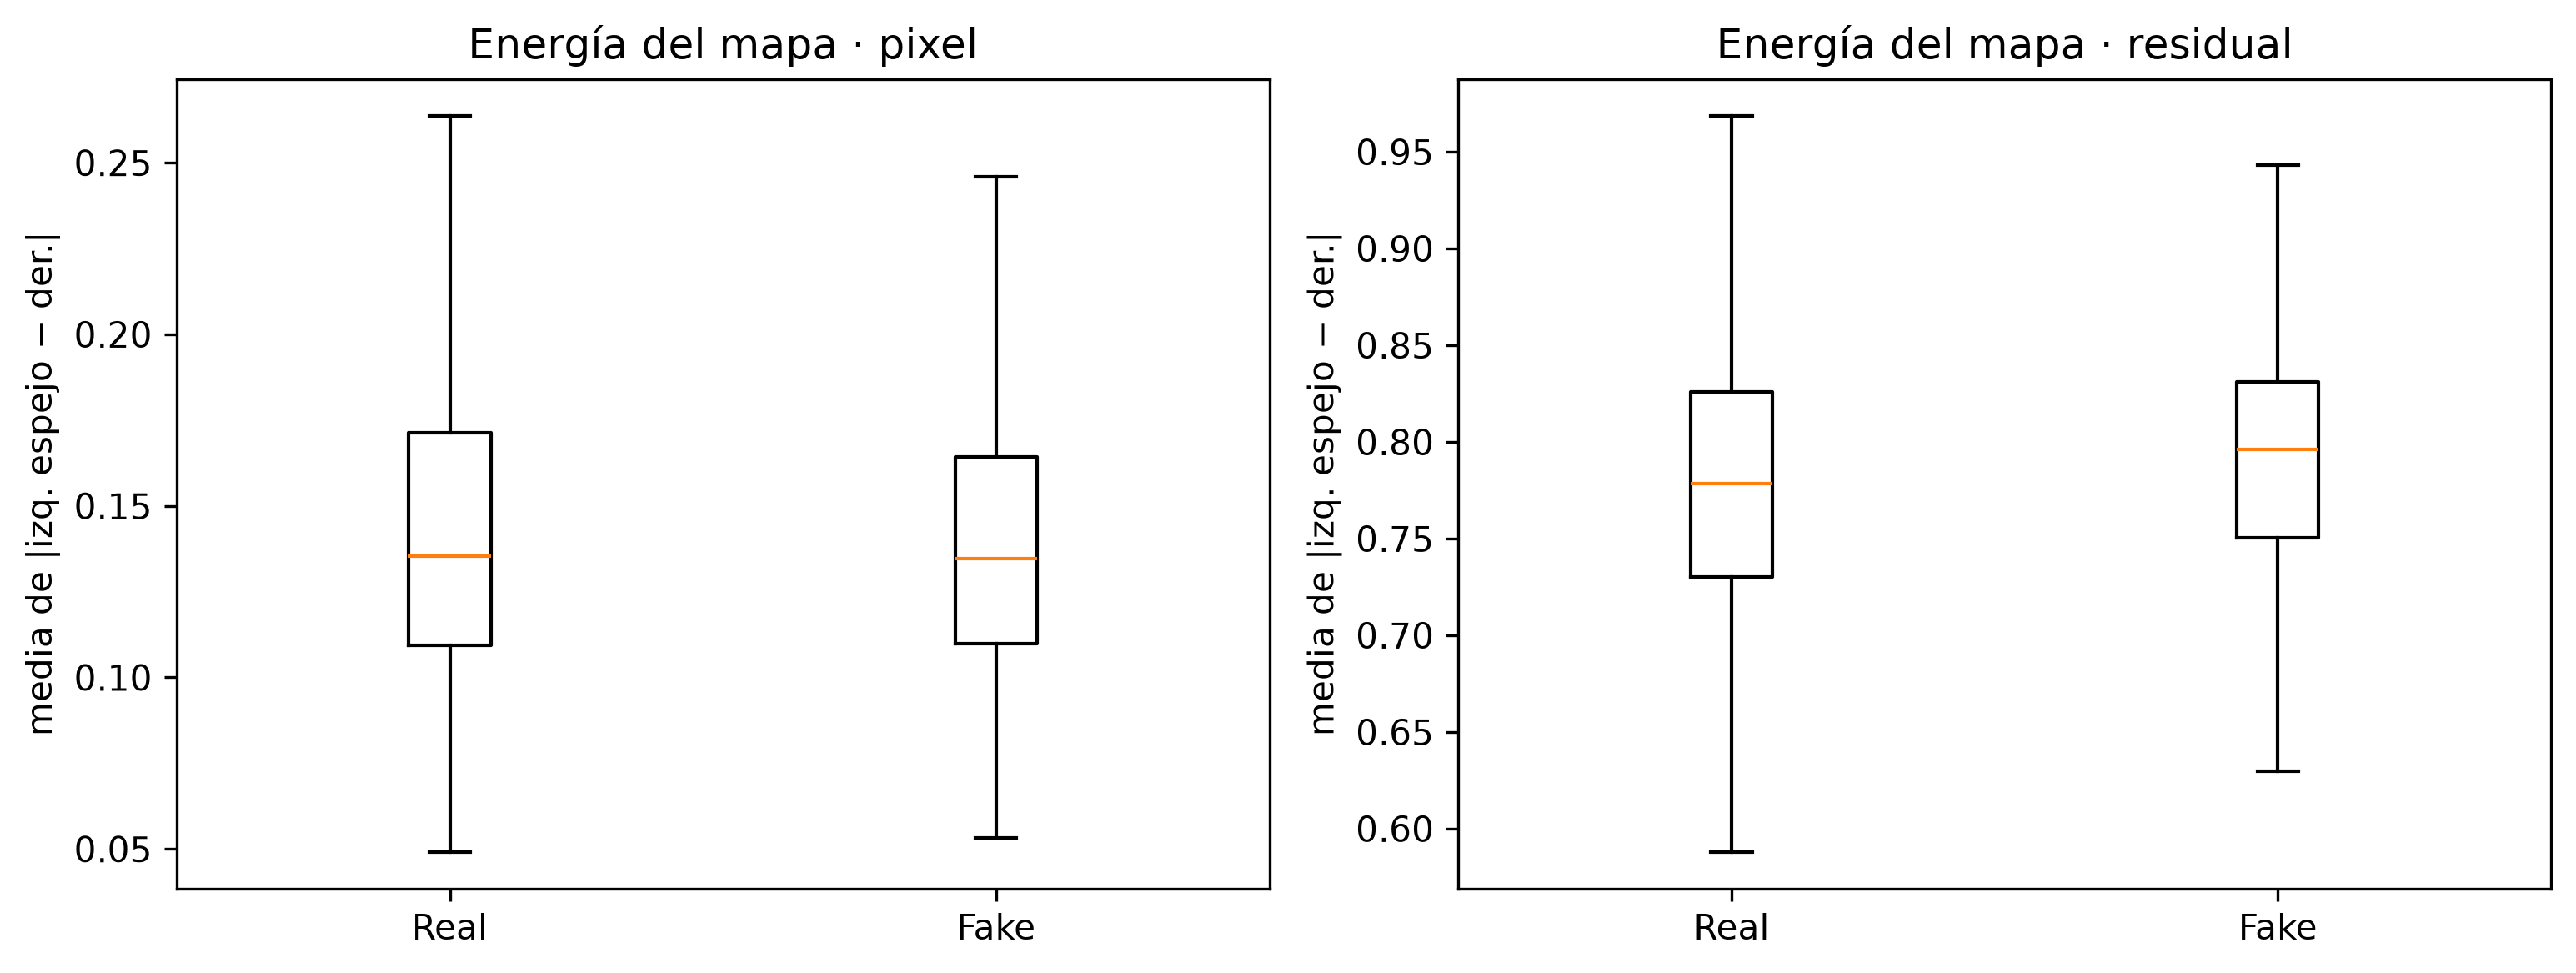 Energía del mapa · pixel
media de |izq. espejo − der.|
0.25
0.20
0.15
0.10
0.05
Real
Fake
Energía del mapa · residual
media de |izq. espejo − der.|
0.95
0.90
0.85
0.80
0.75
0.70
0.65
0.60
Real
Fake